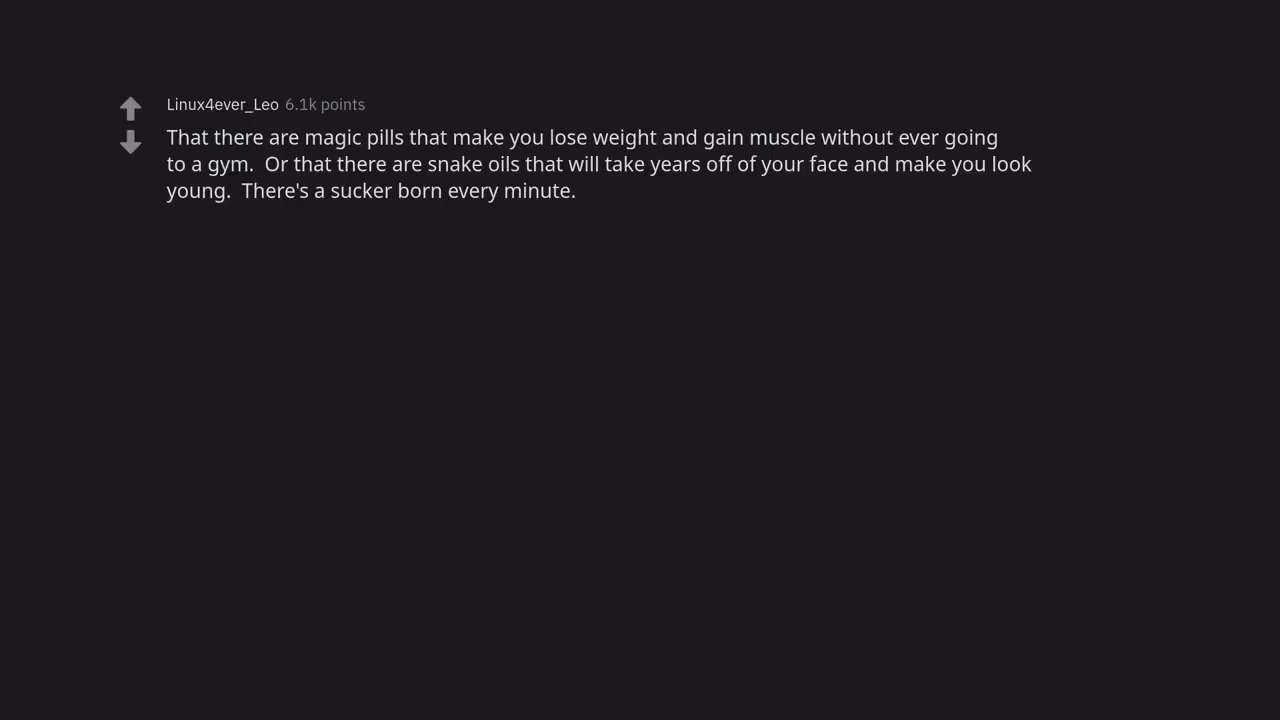 Linux4ever_Leo 6.1k points
That there are magic pills that make you lose weight and gain muscle without ever going
to a gym.  Or that there are snake oils that will take years off of your face and make you look
young.  There's a sucker born every minute.